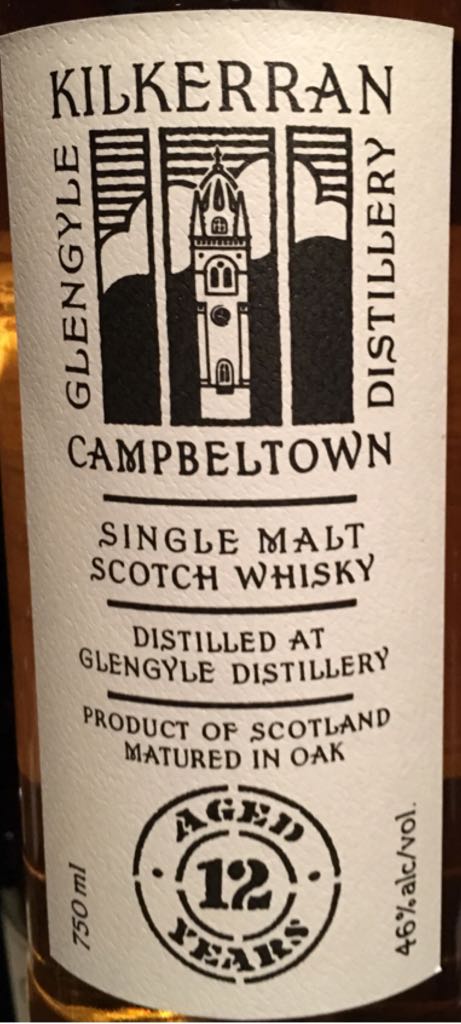 KILKERRAN
GLENGYLE
DISTILLERY
CAMPBELTOWN
SINGLE MALT
SCOTCH WHISKY
DISTILLED AT
GLENGYLE DISTILLERY
PRODUCT OF SCOTLAND
MATURED IN OAK
AGED
12
YEARS
750 ml
46%alc/vol.